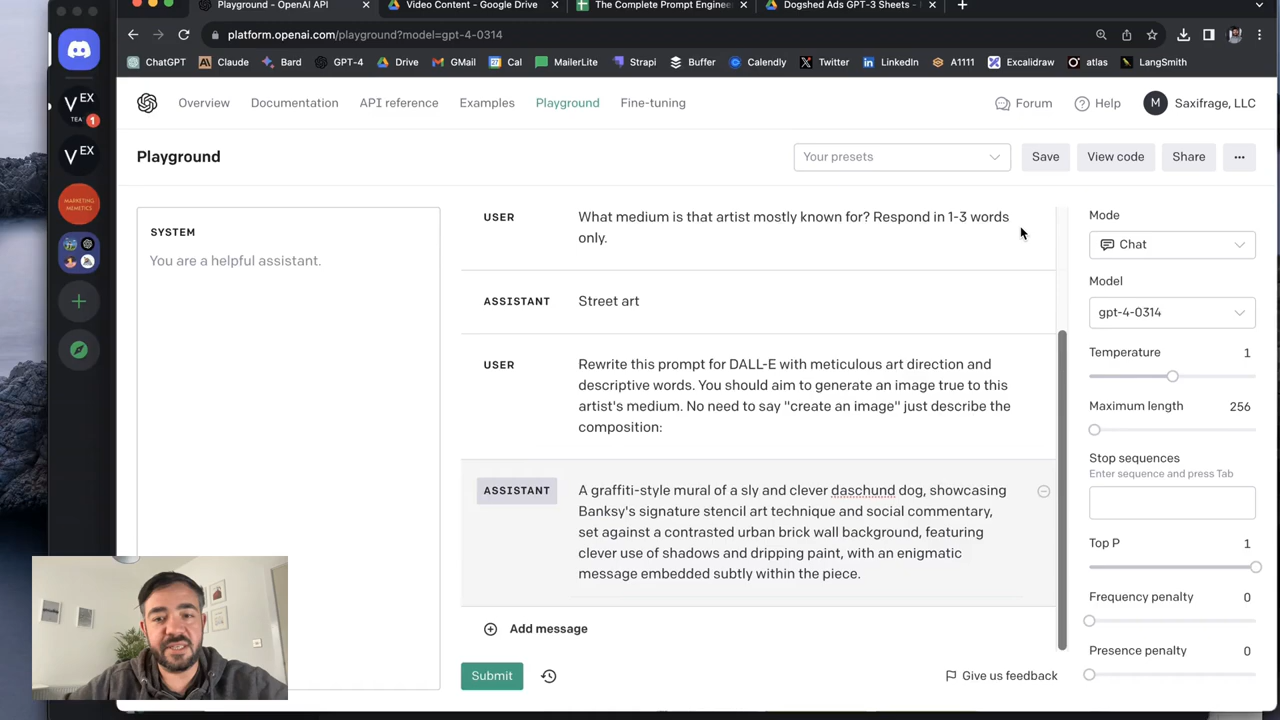 Playground - OpenAI API
Video Content - Google Drive
The Complete Prompt Enginee
Dogshed Ads GPT-3 Sheets -
platform.openai.com/playground?model=gpt-4-0314
ChatGPT
Claude
Bard
GPT-4
Drive
GMail
Cal
MailerLite
Strapi
Buffer
Calendly
Twitter
LinkedIn
A1111
Excalidraw
atlas
LangSmith
Overview
Documentation
API reference
Examples
Playground
Fine-tuning
Forum
Help
M
Saxifrage, LLC
Playground
Your presets
Save
View code
Share
VEX
TEA
1
VEX
MARKETING
MEMETICS
SYSTEM
You are a helpful assistant.
USER
What medium is that artist mostly known for? Respond in 1-3 words
only.
ASSISTANT
Street art
USER
Rewrite this prompt for DALL-E with meticulous art direction and
descriptive words. You should aim to generate an image true to this
artist's medium. No need to say "create an image" just describe the
composition:
ASSISTANT
A graffiti-style mural of a sly and clever daschund dog, showcasing
Banksy's signature stencil art technique and social commentary,
set against a contrasted urban brick wall background, featuring
clever use of shadows and dripping paint, with an enigmatic
message embedded subtly within the piece.
Add message
Submit
Give us feedback
Mode
Chat
Model
gpt-4-0314
Temperature 1
Maximum length 256
Stop sequences
Enter sequence and press Tab
Top P 1
Frequency penalty 0
Presence penalty 0